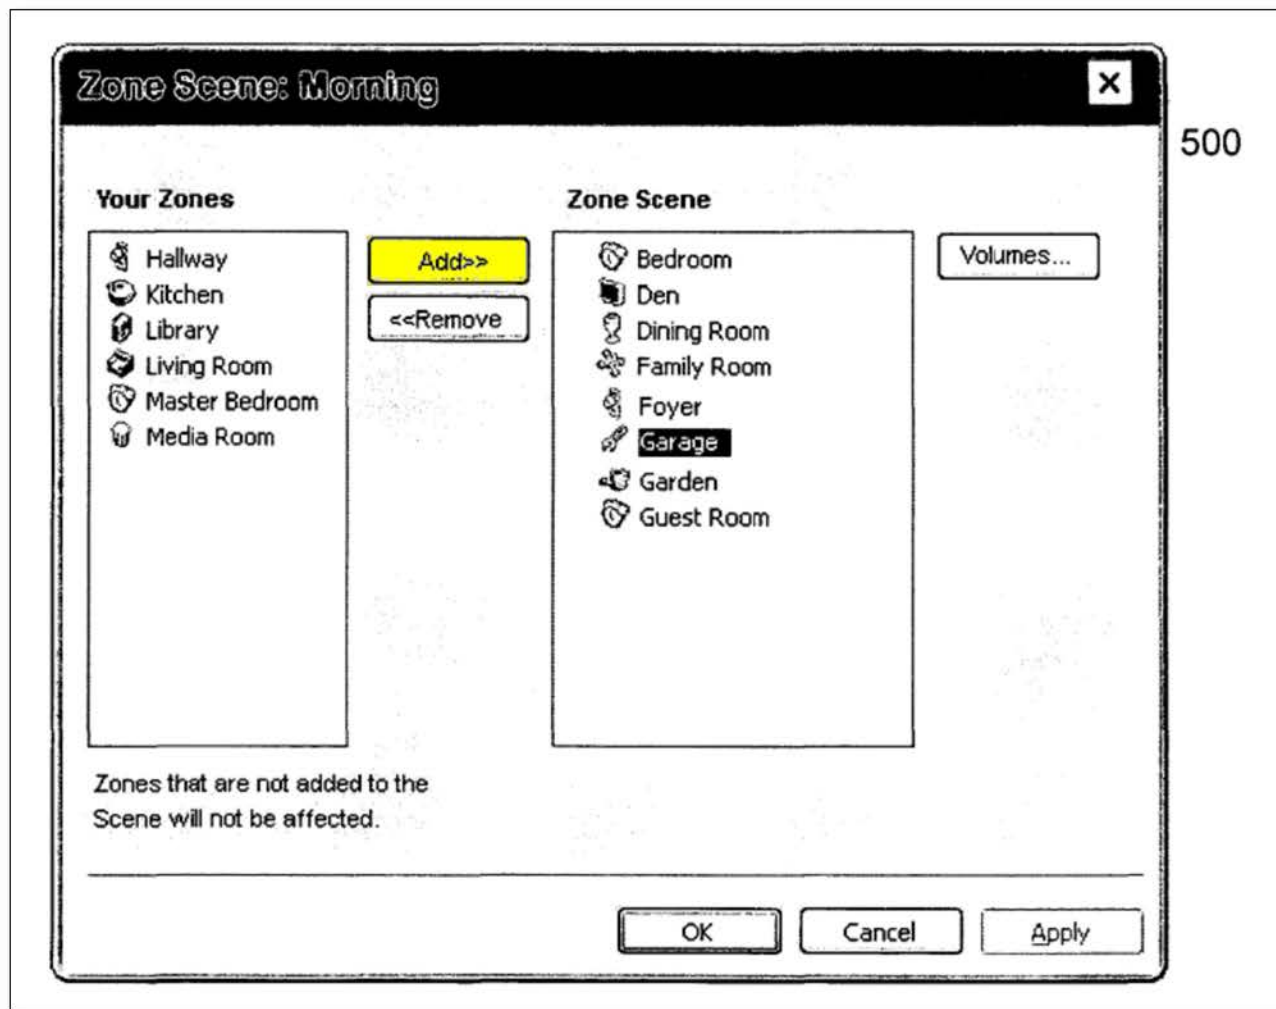 Zone Scene: Morning
500
Your Zones
Zone Scene
Hallway
Kitchen
Library
Living Room
Master Bedroom
Media Room
Add>>
<<Remove
Bedroom
Den
Dining Room
Family Room
Foyer
Garage
Garden
Guest Room
Volumes...
Zones that are not added to the
Scene will not be affected.
OK
Cancel
Apply